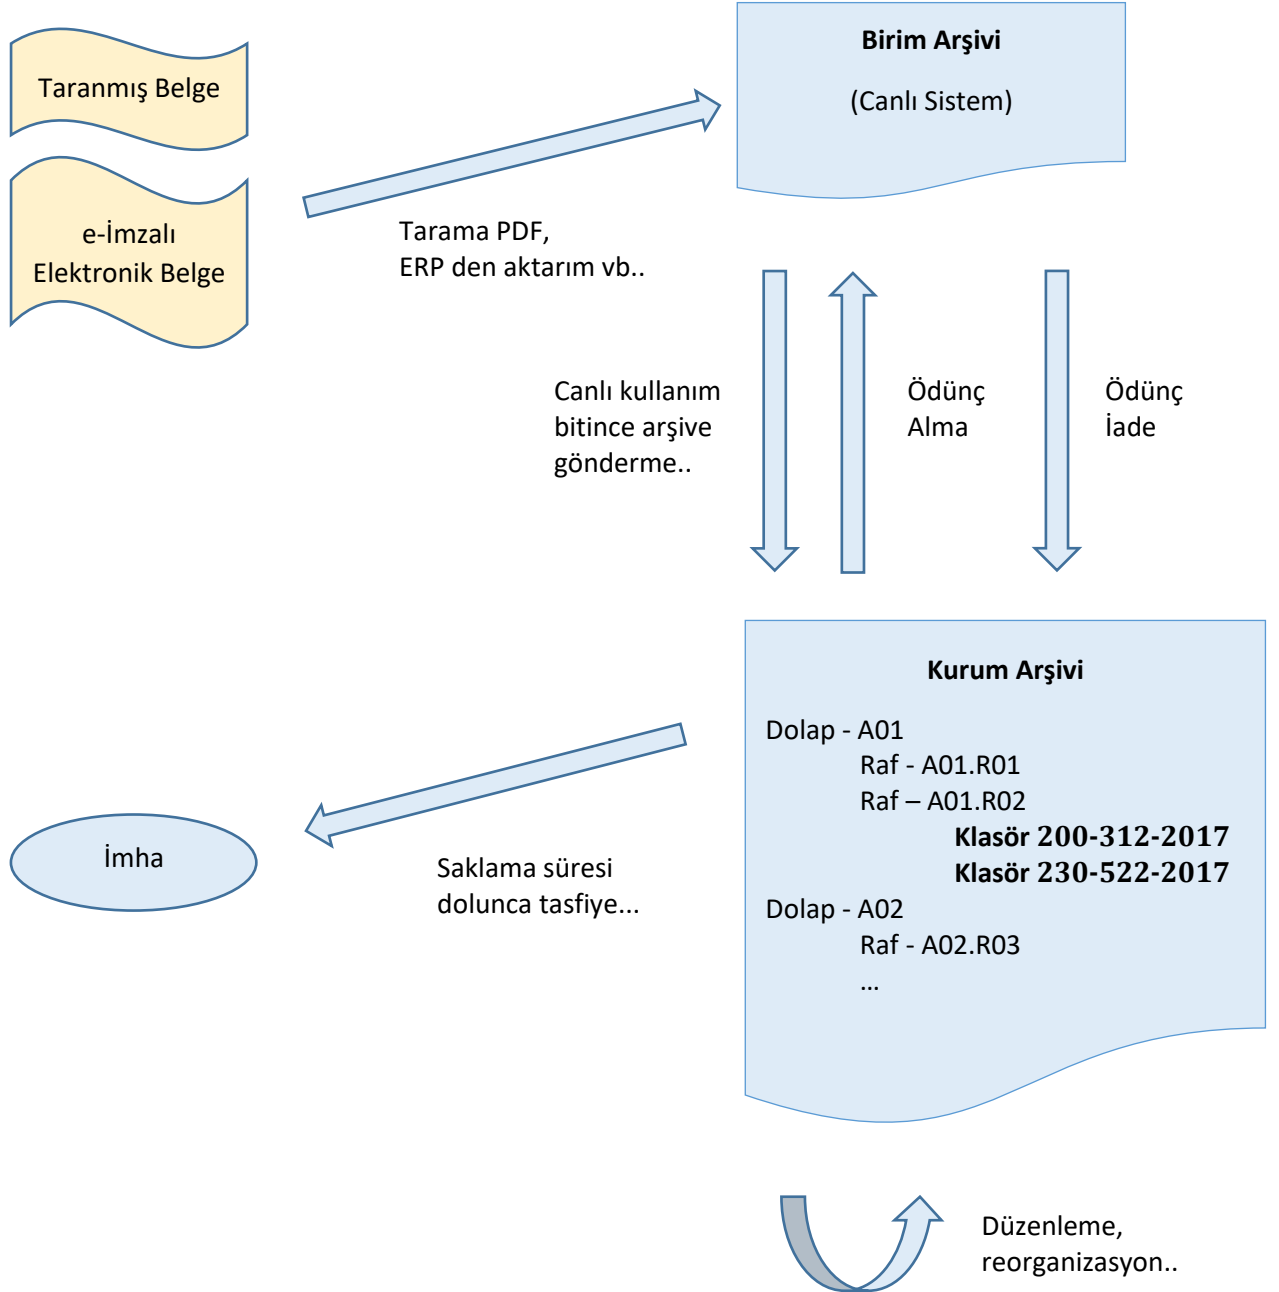 Taranmış Belge
e-İmzalı
Elektronik Belge
Birim Arşivi
(Canlı Sistem)
Tarama PDF,
ERP den aktarım vb..
Canlı kullanım
bitince arşive
gönderme..
Ödünç
Alma
Ödünç
İade
Kurum Arşivi
Dolap - A01
Raf - A01.R01
Raf – A01.R02
Klasör 200-312-2017
Klasör 230-522-2017
Dolap - A02
Raf - A02.R03
...
İmha
Saklama süresi
dolunca tasfiye...
Düzenleme,
reorganizasyon..